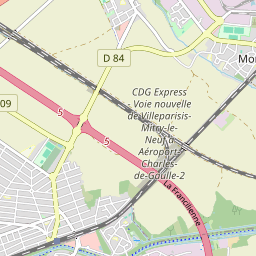 D 84
Mo
09
5
CDG Express
- Voie nouvelle
de Villeparisis-
Mitry-le-
Neuf à
Aéroport-
Charles-
de-Gaulle-2
5
La Francilienne